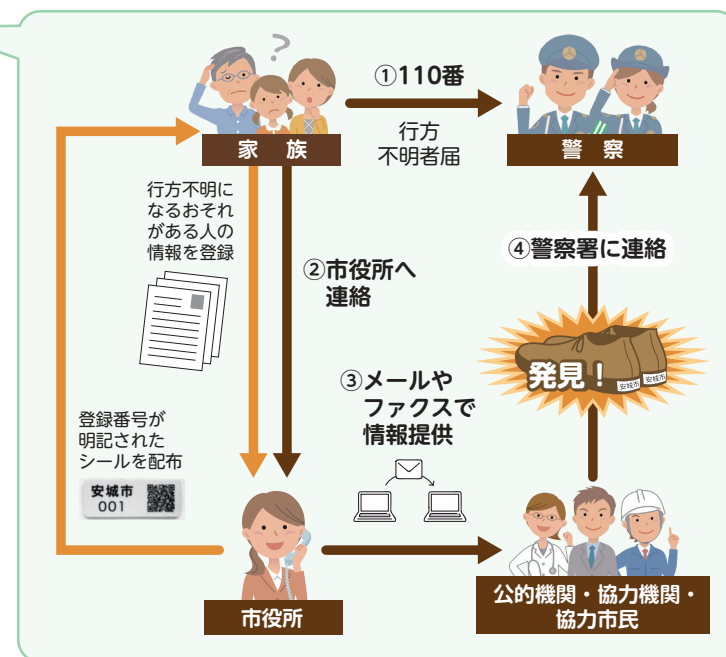 ?
①110番
行方
不明者届
家 族
警 察
行方不明に
なるおそれ
がある人の
情報を登録
②市役所へ
連絡
④警察署に連絡
発見！
安城市
安城市
③メールや
ファクスで
情報提供
登録番号が
明記された
シールを配布
安城市
001
市役所
公的機関・協力機関・
協力市民